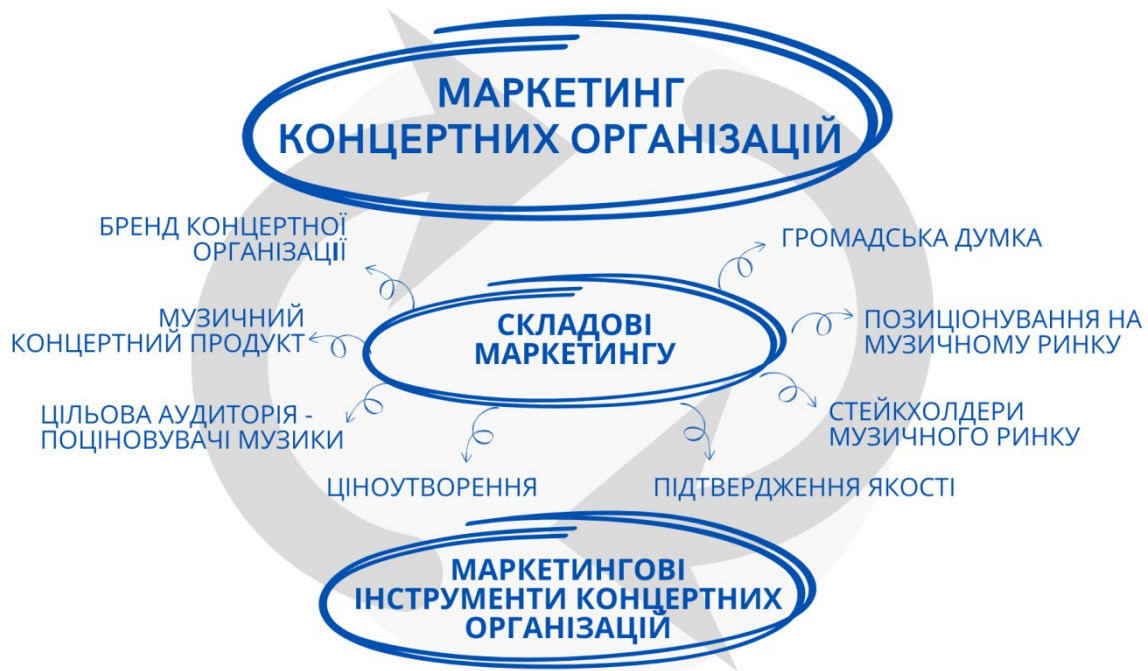 МАРКЕТИНГ
КОНЦЕРТНИХ ОРГАНІЗАЦІЙ
БРЕНД КОНЦЕРТНОЇ
ОРГАНІЗАЦІЇ
ГРОМАДСЬКА ДУМКА
МУЗИЧНИЙ
КОНЦЕРТНИЙ ПРОДУКТ
СКЛАДОВІ
МАРКЕТИНГУ
ПОЗИЦІОНУВАННЯ НА
МУЗИЧНОМУ РИНКУ
ЦІЛЬОВА АУДИТОРІЯ -
ПОЦІНОВУВАЧІ МУЗИКИ
СТЕЙКХОЛДЕРИ
МУЗИЧНОГО РИНКУ
ЦІНОУТВОРЕННЯ
ПІДТВЕРДЖЕННЯ ЯКОСТІ
МАРКЕТИНГОВІ
ІНСТРУМЕНТИ КОНЦЕРТНИХ
ОРГАНІЗАЦІЙ